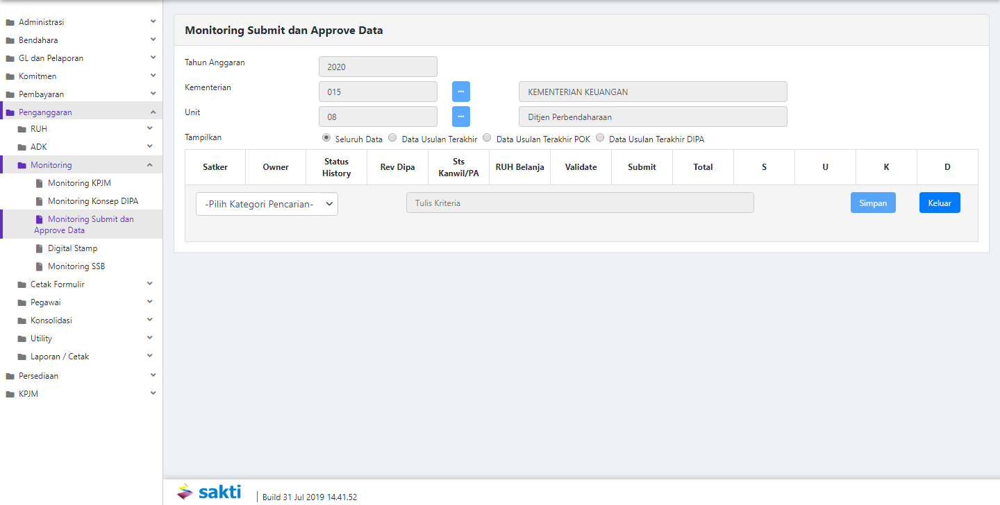 Administrasi
Bendahara
GL dan Pelaporan
Komitmen
Pembayaran
Penganggaran
RUH
ADK
Monitoring
Monitoring KPJM
Monitoring Konsep DIPA
Monitoring Submit dan
Approve Data
Digital Stamp
Monitoring SSB
Cetak Formulir
Pegawai
Konsolidasi
Utility
Laporan / Cetak
Persediaan
KPJM
Monitoring Submit dan Approve Data
Tahun Anggaran 2020
Kementerian 015 ... KEMENTERIAN KEUANGAN
Unit 08 ... Ditjen Perbendaharaan
Tampilkan Seluruh Data Data Usulan Terakhir Data Usulan Terakhir POK Data Usulan Terakhir DIPA
Satker Owner Status History Rev Dipa Sts Kanwil/PA RUH Belanja Validate Submit Total S U K D
-Pilih Kategori Pencarian- Tulis Kriteria Simpan Keluar
sakti | Build 31 Jul 2019 14.41.52